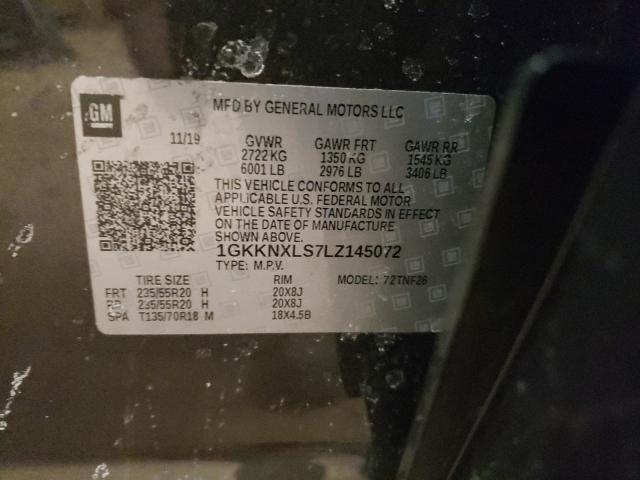 GM
MFD BY GENERAL MOTORS LLC
11/19 GVWR GAWR FRT GAWR RR
2722 KG 1350 KG 1545 KG
6001 LB 2976 LB 3406 LB
THIS VEHICLE CONFORMS TO ALL
APPLICABLE U.S. FEDERAL MOTOR
VEHICLE SAFETY STANDARDS IN EFFECT
ON THE DATE OF MANUFACTURE
SHOWN ABOVE.
1GKKNXLS7LZ145072
TYPE: M.P.V. MODEL: 72TNF26
TIRE SIZE RIM
FRT 235/55R20 H 20X8J
RR 235/55R20 H 20X8J
SPA T135/70R18 M 18X4.5B